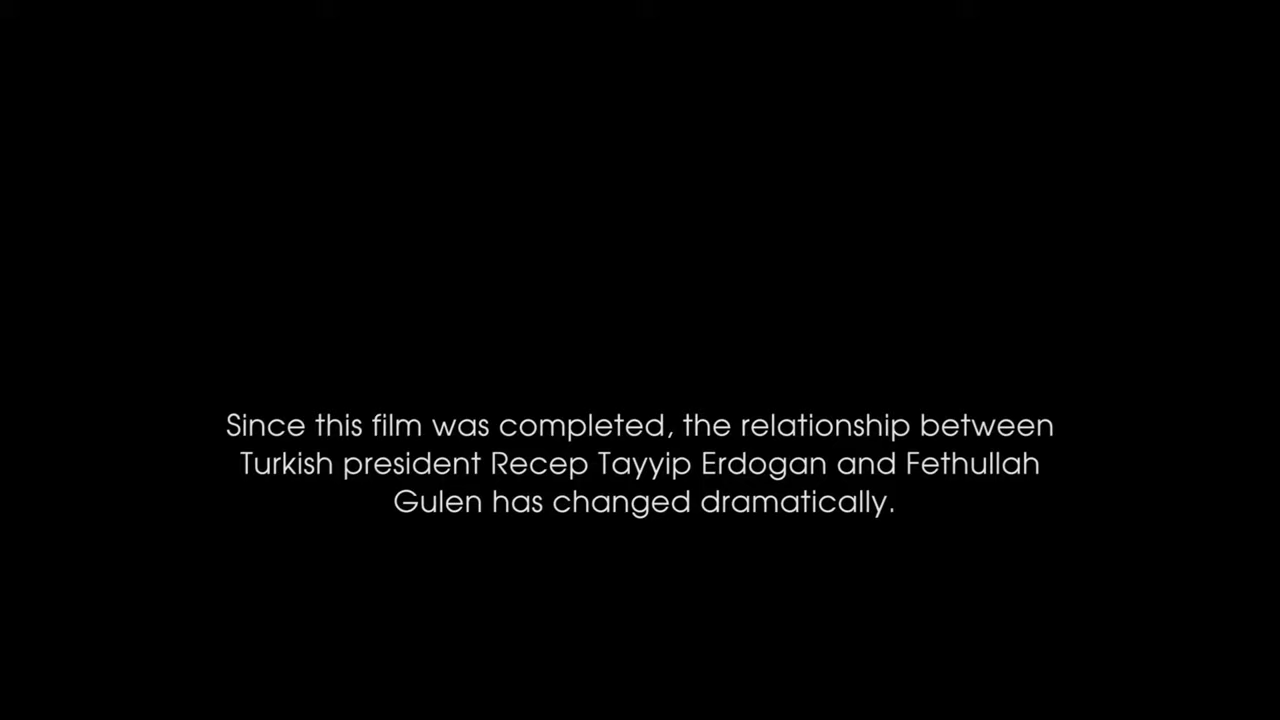 Since this film was completed, the relationship between
Turkish president Recep Tayyip Erdogan and Fethullah
Gulen has changed dramatically.